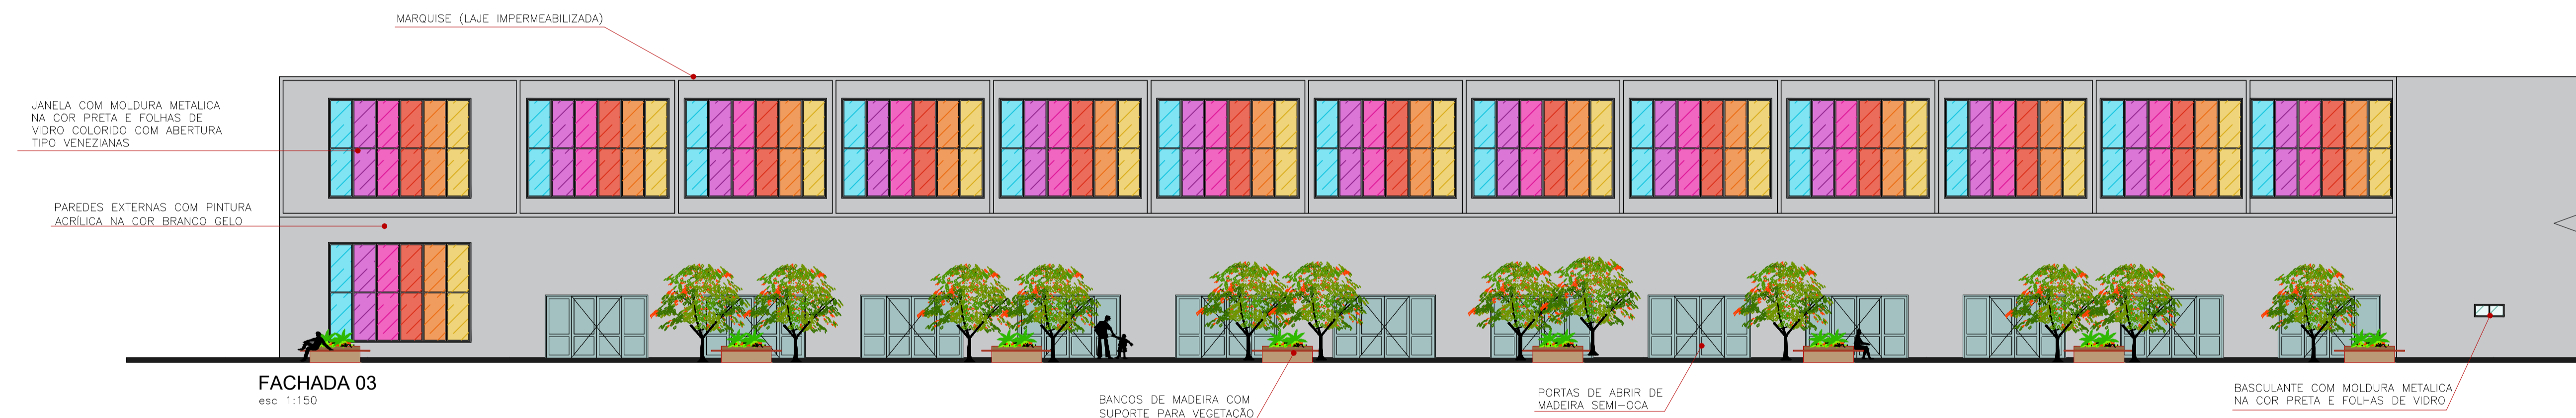 MARQUISE (LAJE IMPERMEABILIZADA)
JANELA COM MOLDURA METALICA
NA COR PRETA E FOLHAS DE
VIDRO COLORIDO COM ABERTURA
TIPO VENEZIANAS
PAREDES EXTERNAS COM PINTURA
ACRÍLICA NA COR BRANCO GELO
FACHADA 03
esc 1:150
BANCOS DE MADEIRA COM
SUPORTE PARA VEGETAÇÃO
PORTAS DE ABRIR DE
MADEIRA SEMI-OCA
BASCULANTE COM MOLDURA METALICA
NA COR PRETA E FOLHAS DE VIDRO